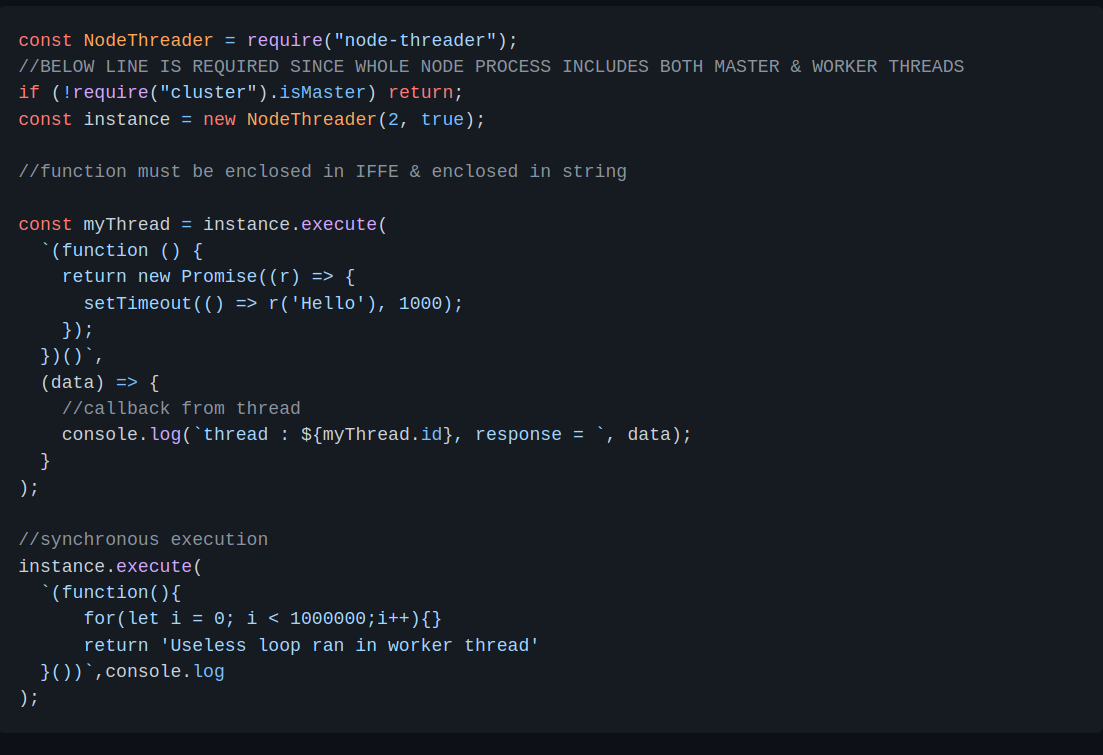 const NodeThreader = require("node-threader");
//BELOW LINE IS REQUIRED SINCE WHOLE NODE PROCESS INCLUDES BOTH MASTER & WORKER THREADS
if (!require("cluster").isMaster) return;
const instance = new NodeThreader(2, true);

//function must be enclosed in IFFE & enclosed in string

const myThread = instance.execute(
  `(function () {
    return new Promise((r) => {
      setTimeout(() => r('Hello'), 1000);
    });
  })()`,
  (data) => {
    //callback from thread
    console.log(`thread : ${myThread.id}, response = `, data);
  }
);

//synchronous execution
instance.execute(
  `(function(){
      for(let i = 0; i < 1000000;i++){}
      return 'Useless loop ran in worker thread'
  }())`,console.log
);